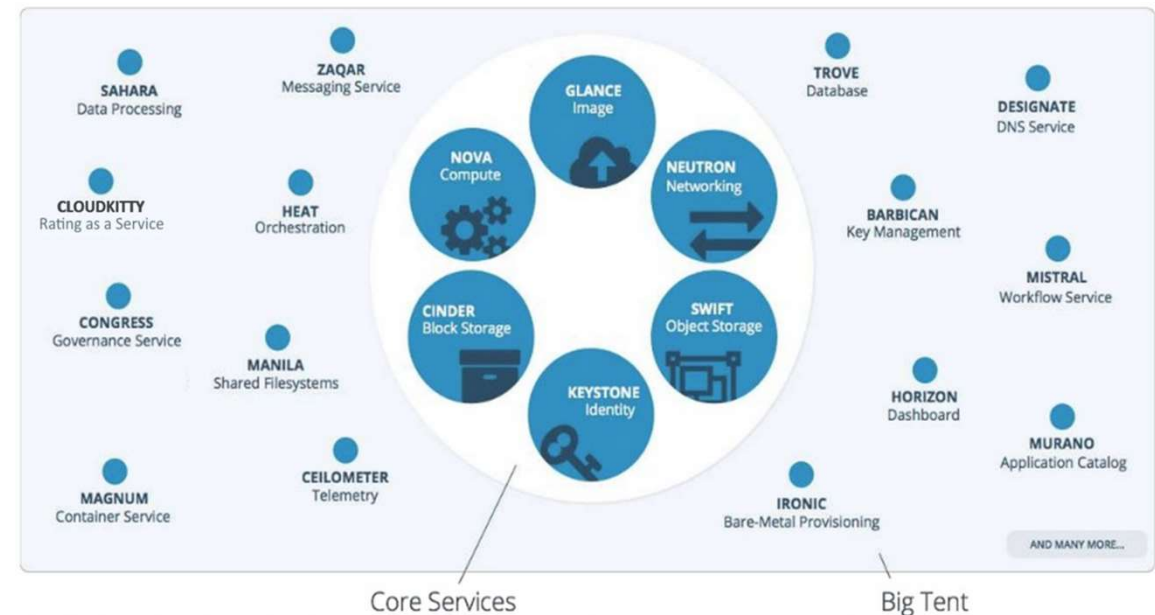 SAHARA
Data Processing
ZAQAR
Messaging Service
GLANCE
Image
TROVE
Database
DESIGNATE
DNS Service
NOVA
Compute
NEUTRON
Networking
CLOUDKITTY
Rating as a Service
HEAT
Orchestration
BARBICAN
Key Management
MISTRAL
Workflow Service
CONGRESS
Governance Service
CINDER
Block Storage
SWIFT
Object Storage
MANILA
Shared Filesystems
KEYSTONE
Identity
HORIZON
Dashboard
MURANO
Application Catalog
CEILOMETER
Telemetry
MAGNUM
Container Service
IRONIC
Bare-Metal Provisioning
AND MANY MORE...
Core Services
Big Tent